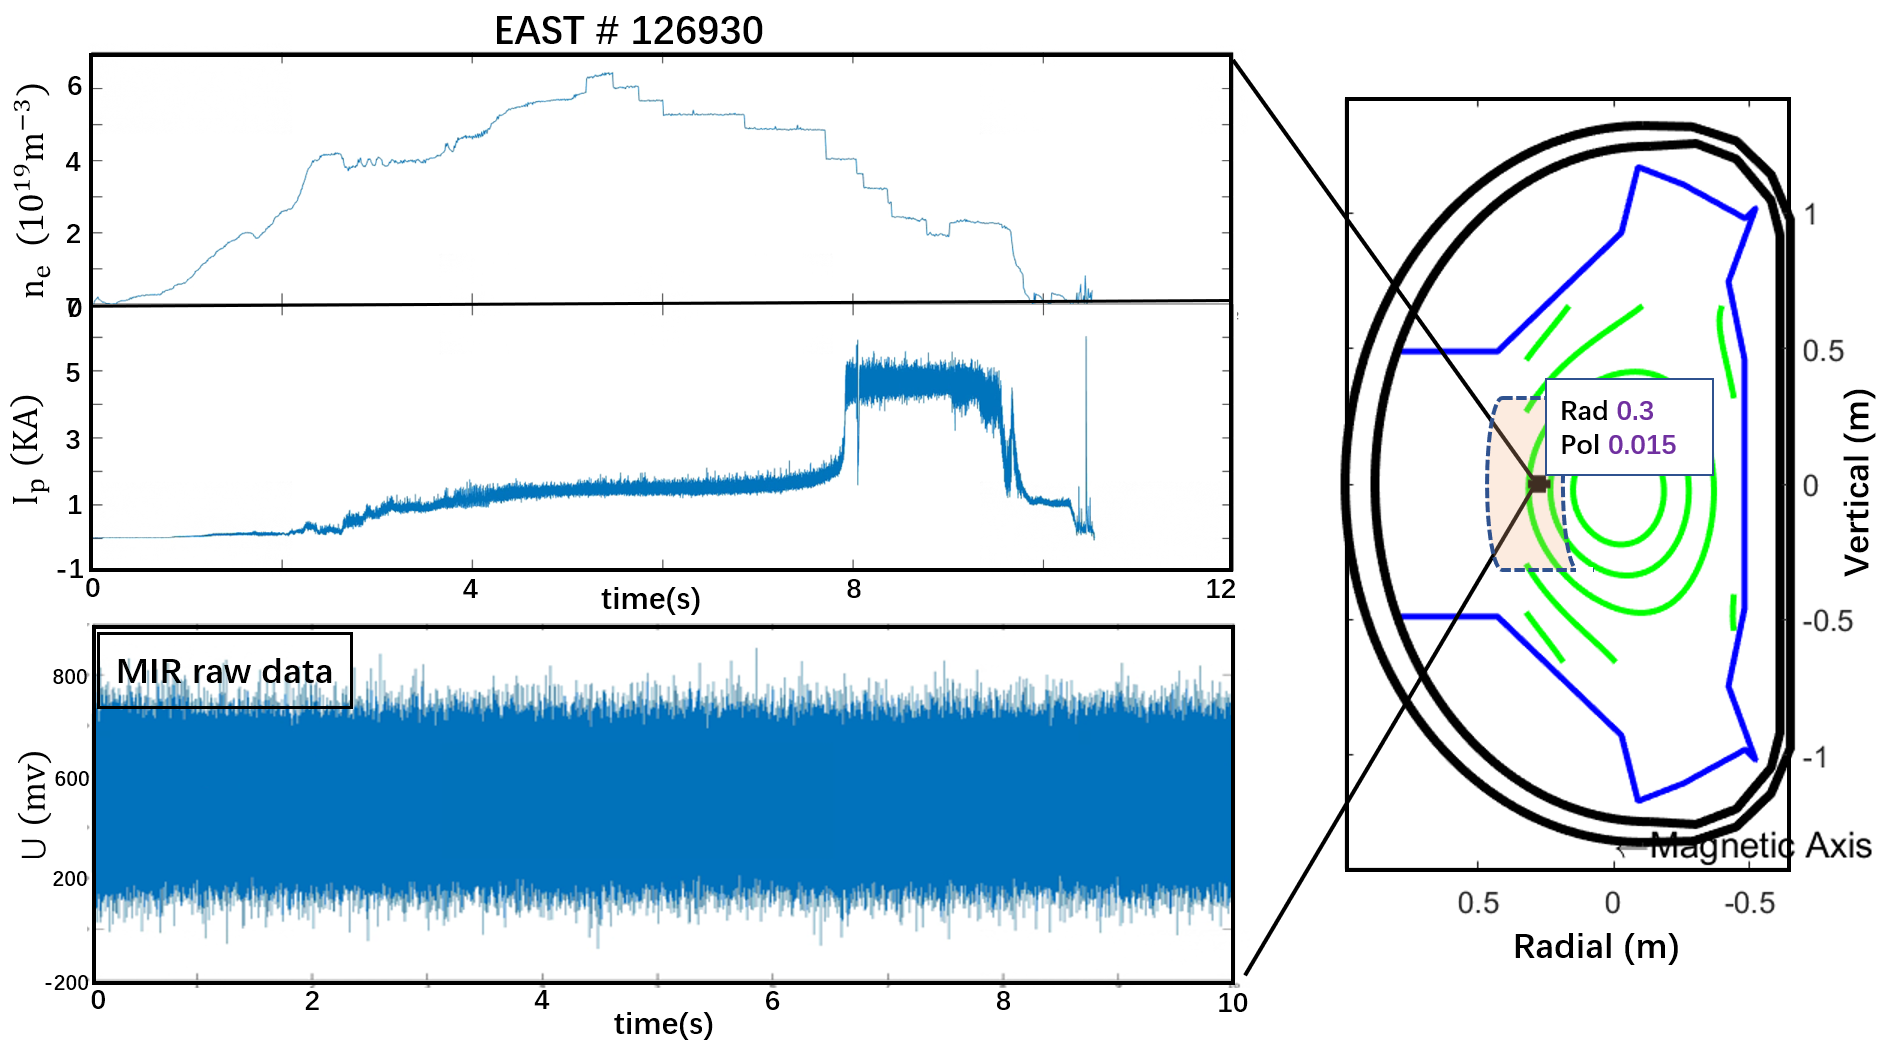 EAST # 126930
n_e (10^19 m^-3)
6
4
2
0
7
5
3
1
-1
I_p (KA)
0
4
8
12
time(s)
MIR raw data
800
600
200
-200
U (mv)
0
2
4
6
8
10
time(s)
Rad 0.3
Pol 0.015
1
0.5
0
-0.5
-1
Vertical (m)
←Magnetic Axis
0.5
0
-0.5
Radial (m)